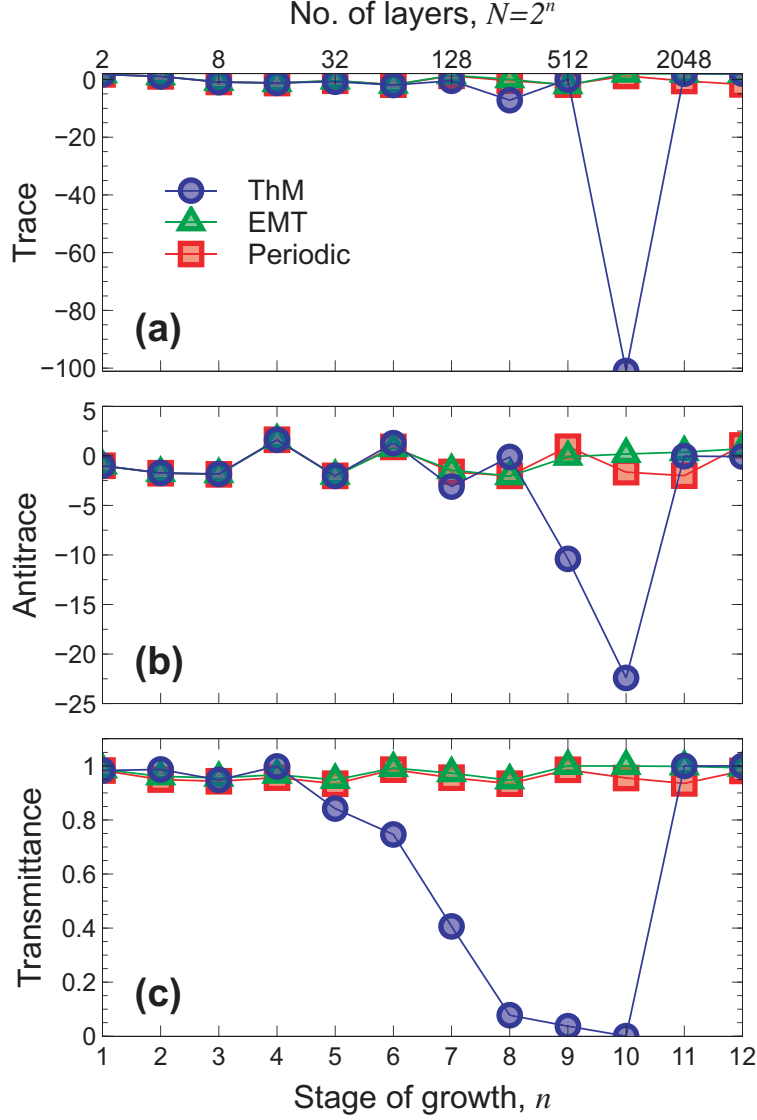 No. of layers, N=2ⁿ
2 8 32 128 512 2048
0
−20
−40
−60
−80
−100
Trace
ThM
EMT
Periodic
(a)
5
0
−5
−10
−15
−20
−25
Antitrace
(b)
1
0.8
0.6
0.4
0.2
0
Transmittance
(c)
1 2 3 4 5 6 7 8 9 10 11 12
Stage of growth, n